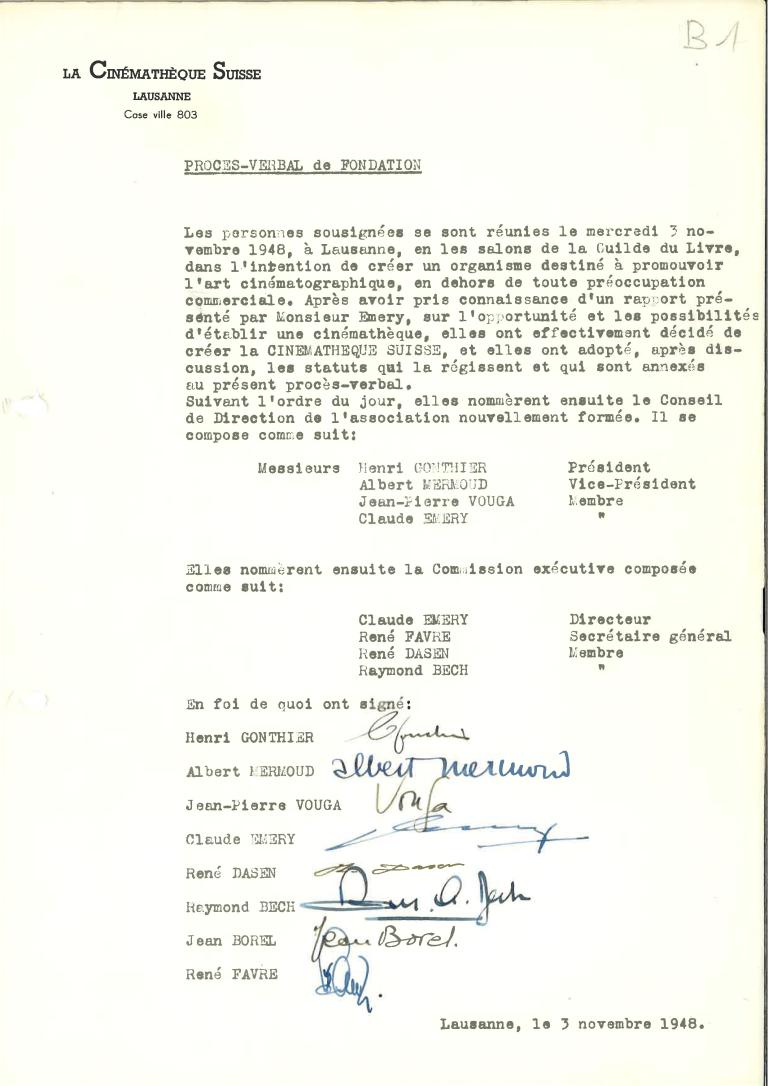 B1
LA CINÉMATHÈQUE SUISSE
LAUSANNE
Case ville 803
PROCES-VERBAL de FONDATION
Les personnes sousignées se sont réunies le mercredi 3 no-
vembre 1948, à Lausanne, en les salons de la Guilde du Livre,
dans l'intention de créer un organisme destiné à promouvoir
l'art cinématographique, en dehors de toute préoccupation
commerciale. Après avoir pris connaissance d'un rapport pré-
senté par Monsieur Emery, sur l'opportunité et les possibilités
d'établir une cinémathèque, elles ont effectivement décidé de
créer la CINEMATHEQUE SUISSE, et elles ont adopté, après dis-
cussion, les statuts qui la régissent et qui sont annexés
au présent procès-verbal.
Suivant l'ordre du jour, elles nommèrent ensuite le Conseil
de Direction de l'association nouvellement formée. Il se
compose comme suit:
Messieurs Henri GONTHIER Président
Albert MERMOUD Vice-Président
Jean-Pierre VOUGA Membre
Claude EMERY "
Elles nommèrent ensuite la Commission exécutive composée
comme suit:
Claude EMERY Directeur
René FAVRE Secrétaire général
René DASEN Membre
Raymond BECH "
En foi de quoi ont signé:
Henri GONTHIER
Albert MERMOUD albert mermoud
Jean-Pierre VOUGA Vouga
Claude EMERY
René DASEN Dasen
Raymond BECH
Jean BOREL Jean Borel.
René FAVRE
Lausanne, le 3 novembre 1948.